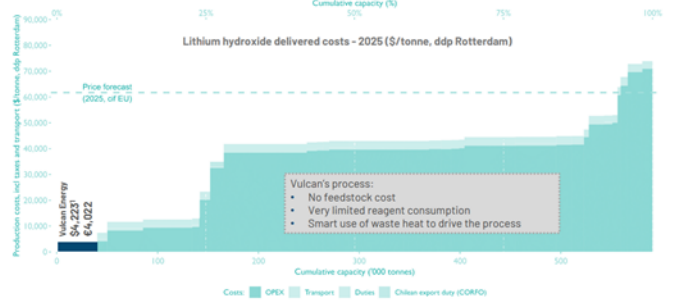 Cumulative capacity (%)
0% 25% 50% 75% 100%
Lithium hydroxide delivered costs - 2025 ($/tonne, ddp Rotterdam)
Production costs, incl taxes and transport ($/tonne, ddp Rotterdam)
90,000
80,000
70,000
60,000
50,000
40,000
30,000
20,000
10,000
0
Price forecast
(2025, of EU)
Vulcan Energy
$4,223¹
€4,022
Vulcan's process:
• No feedstock cost
• Very limited reagent consumption
• Smart use of waste heat to drive the process
0 100 200 300 400 500
Cumulative capacity ('000 tonnes)
Costs: OPEX Transport Duties Chilean export duty (CORFO)